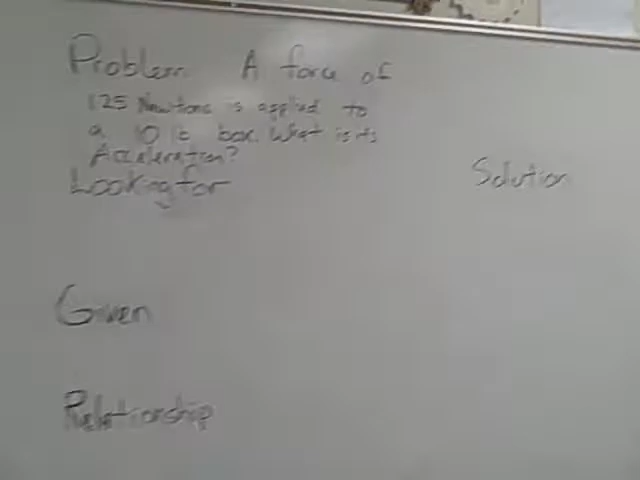 Problem A force of
125 Newtons is applied to
a 10 box. What is its
Acceleration?
Looking for
Solution
Given
Relationship